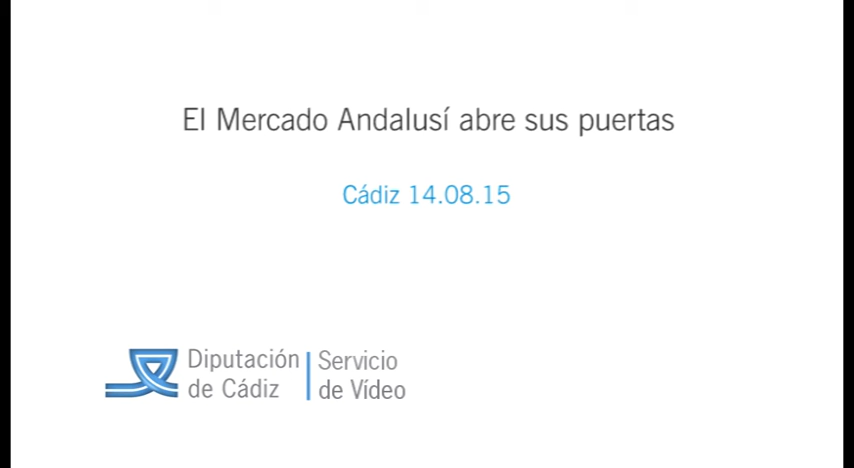 El Mercado Andalusí abre sus puertas
Cádiz 14.08.15
Diputación
de Cádiz
Servicio
de Vídeo